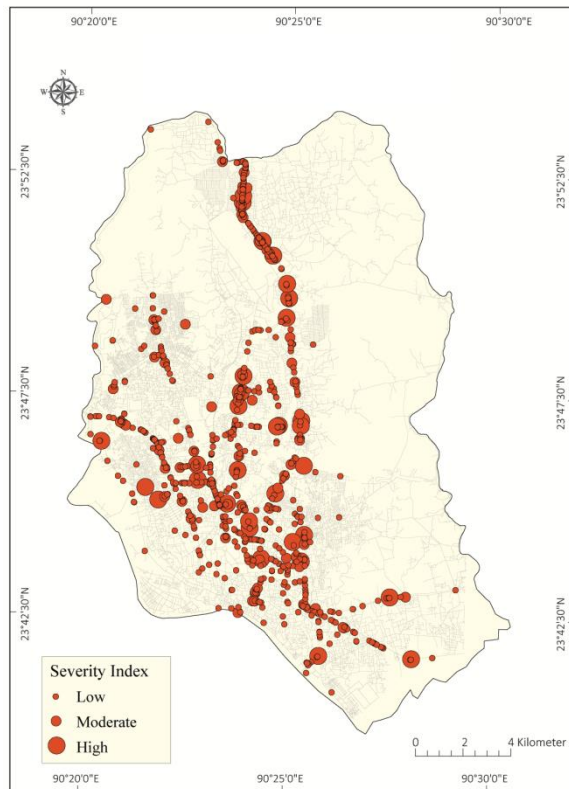 90°20'0"E 90°25'0"E 90°30'0"E
N
W E
S
23°52'30"N 23°52'30"N
23°47'30"N 23°47'30"N
23°42'30"N 23°42'30"N
Severity Index
Low
Moderate
High
0 2 4 Kilometer
90°20'0"E 90°25'0"E 90°30'0"E